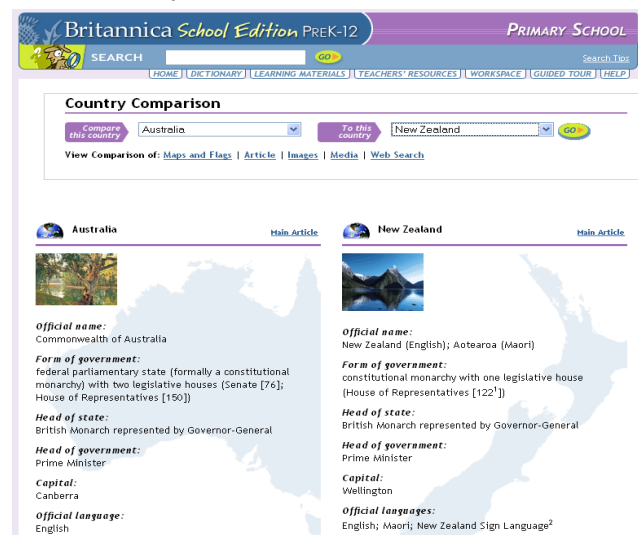 Britannica School Edition PREK-12
PRIMARY SCHOOL
SEARCH
GO
Search Tips
HOME DICTIONARY LEARNING MATERIALS TEACHERS' RESOURCES WORKSPACE GUIDED TOUR HELP
Country Comparison
Compare this country
Australia
To this country
New Zealand
GO
View Comparison of: Maps and Flags | Article | Images | Media | Web Search
Australia
Main Article
Official name:
Commonwealth of Australia
Form of government:
federal parliamentary state (formally a constitutional
monarchy) with two legislative houses (Senate [76];
House of Representatives [150])
Head of state:
British Monarch represented by Governor-General
Head of government:
Prime Minister
Capital:
Canberra
Official language:
English
New Zealand
Main Article
Official name:
New Zealand (English); Aotearoa (Maori)
Form of government:
constitutional monarchy with one legislative house
(House of Representatives [122¹])
Head of state:
British Monarch represented by Governor-General
Head of government:
Prime Minister
Capital:
Wellington
Official languages:
English; Maori; New Zealand Sign Language²